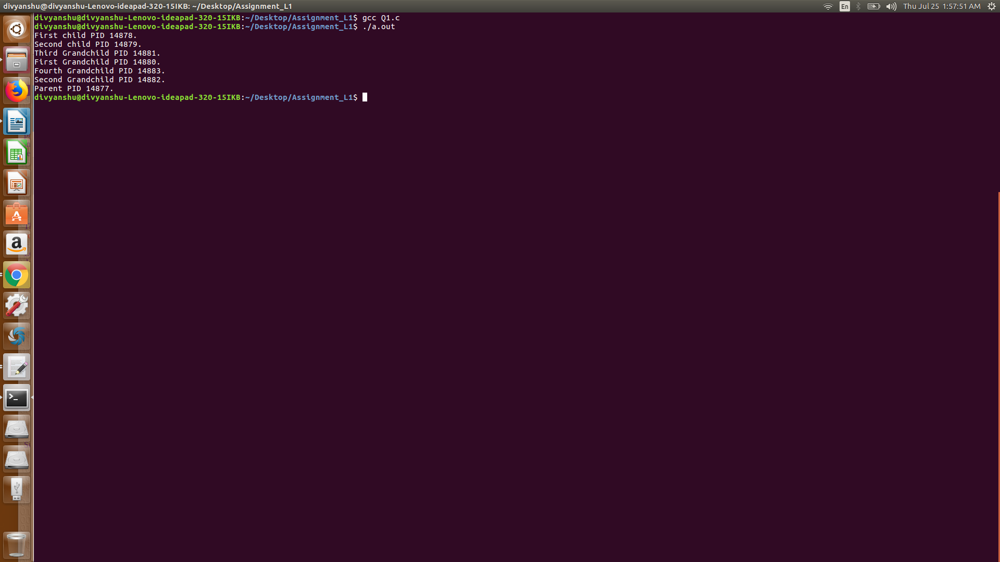 divyanshu@divyanshu-Lenovo-ideapad-320-15IKB: ~/Desktop/Assignment_L1
En
Thu Jul 25 1:57:51 AM
divyanshu@divyanshu-Lenovo-ideapad-320-15IKB:~/Desktop/Assignment_L1$ gcc Q1.c
divyanshu@divyanshu-Lenovo-ideapad-320-15IKB:~/Desktop/Assignment_L1$ ./a.out
First child PID 14878.
Second child PID 14879.
Third Grandchild PID 14881.
First Grandchild PID 14880.
Fourth Grandchild PID 14883.
Second Grandchild PID 14882.
Parent PID 14877.
divyanshu@divyanshu-Lenovo-ideapad-320-15IKB:~/Desktop/Assignment_L1$